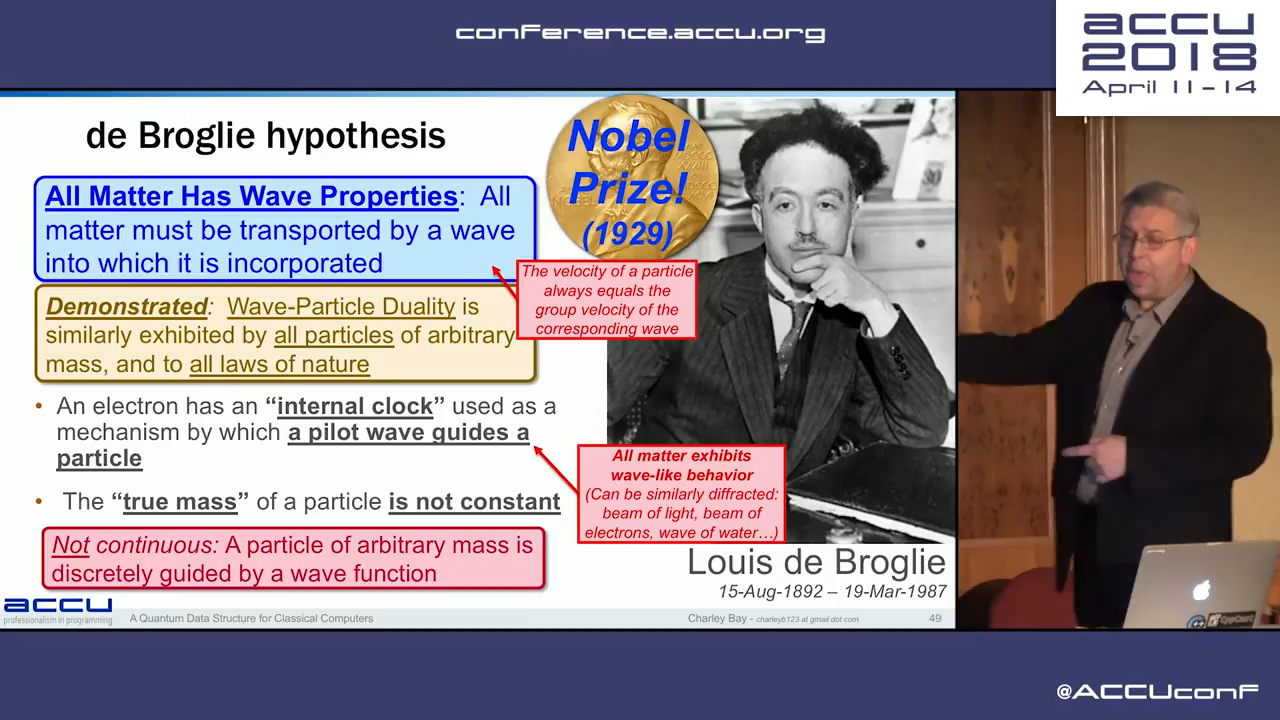 conference.accu.org
accu
2018
April 11-14
de Broglie hypothesis
Nobel
Prize!
(1929)
All Matter Has Wave Properties: All
matter must be transported by a wave
into which it is incorporated
The velocity of a particle
always equals the
group velocity of the
corresponding wave
Demonstrated: Wave-Particle Duality is
similarly exhibited by all particles of arbitrary
mass, and to all laws of nature
• An electron has an “internal clock” used as a
mechanism by which a pilot wave guides a
particle
All matter exhibits
wave-like behavior
(Can be similarly diffracted:
beam of light, beam of
electrons, wave of water…)
• The “true mass” of a particle is not constant
Not continuous: A particle of arbitrary mass is
discretely guided by a wave function
Louis de Broglie
15-Aug-1892 – 19-Mar-1987
accu
professionalism in programming
A Quantum Data Structure for Classical Computers
Charley Bay - charleyb123 at gmail dot com
49
@ACCUconf